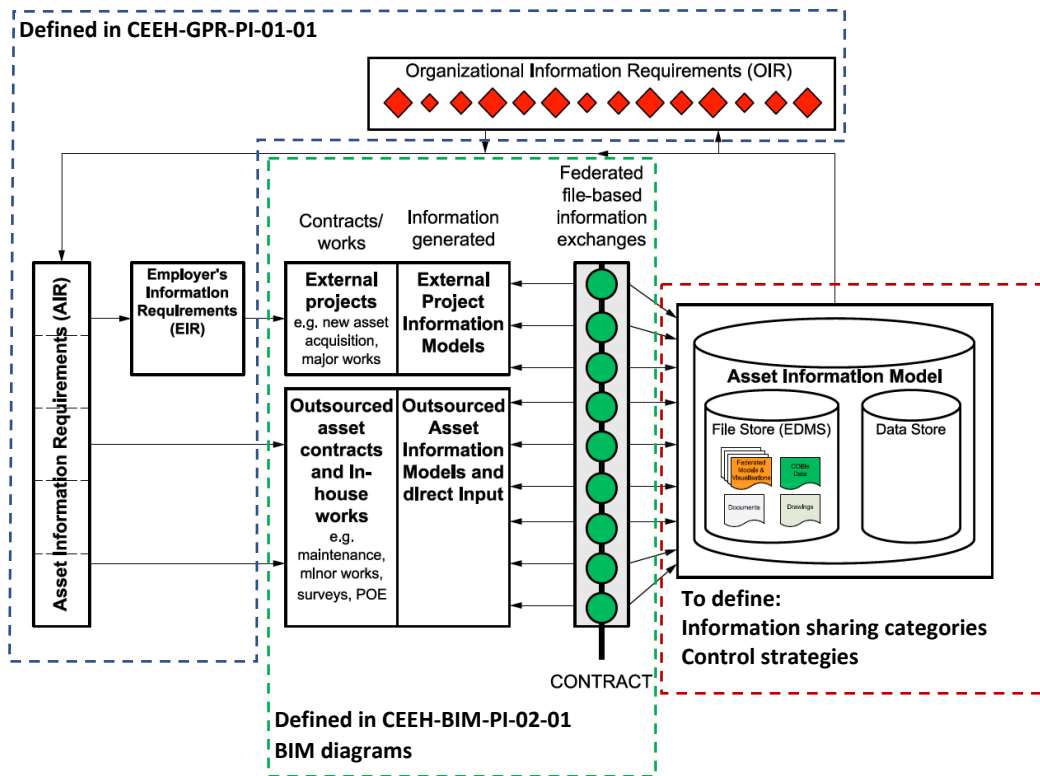 Defined in CEEH-GPR-PI-01-01
Organizational Information Requirements (OIR)
Contracts/
works
Information
generated
Federated
file-based
information
exchanges
Asset Information Requirements (AIR)
Employer's
Information
Requirements
(EIR)
External
projects
e.g. new asset
acquisition,
major works
External
Project
Information
Models
Outsourced
asset
contracts
and In-
house
works
e.g.
maintenance,
minor works,
surveys, POE
Outsourced
Asset
Information
Models and
direct Input
Asset Information Model
File Store (EDMS)
Federated
Models &
Visualisations
COBie
Data
Documents
Drawings
Data Store
To define:
Information sharing categories
Control strategies
CONTRACT
Defined in CEEH-BIM-PI-02-01
BIM diagrams